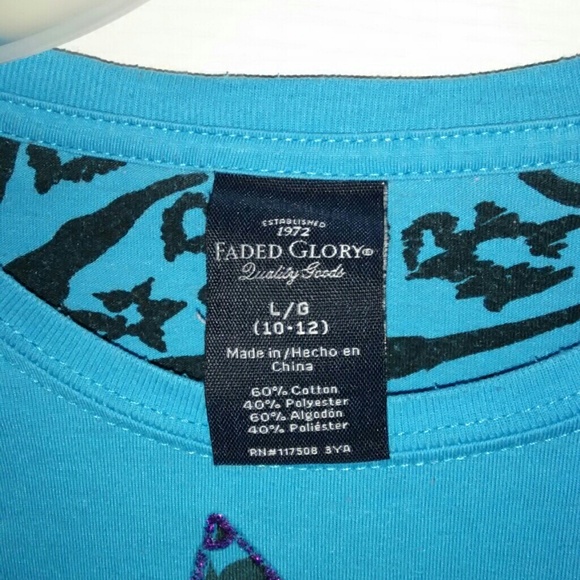 ESTABLISHED
1972
FADED GLORY®
Quality Goods
L/G
(10•12)
Made in/Hecho en
China
60% Cotton
40% Polyester
60% Algodón
40% Poliéster
RN#117508 3YA